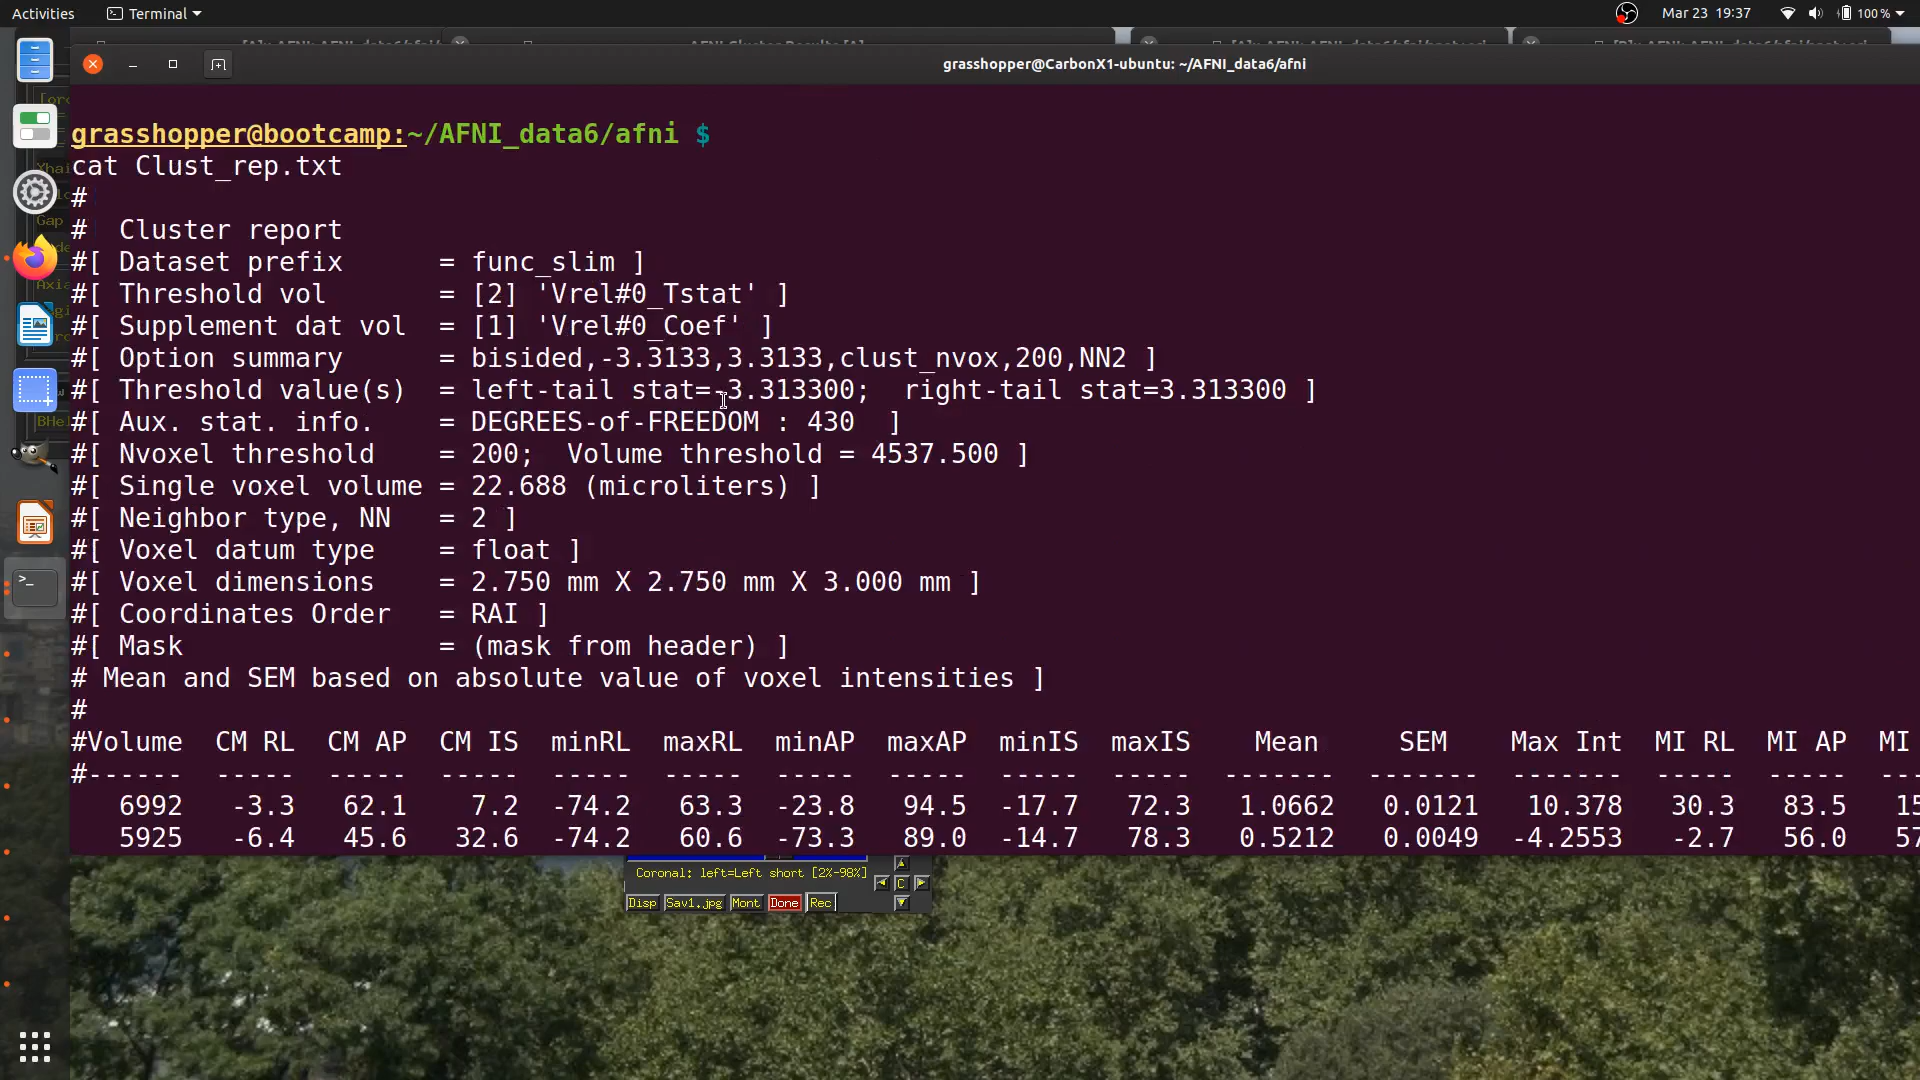 Activities Terminal Mar 23 19:37 100 %
grasshopper@CarbonX1-ubuntu: ~/AFNI_data6/afni
grasshopper@bootcamp:~/AFNI_data6/afni $
cat Clust_rep.txt
#
#  Cluster report
#[ Dataset prefix      = func_slim ]
#[ Threshold vol       = [2] 'Vrel#0_Tstat' ]
#[ Supplement dat vol  = [1] 'Vrel#0_Coef' ]
#[ Option summary      = bisided,-3.3133,3.3133,clust_nvox,200,NN2 ]
#[ Threshold value(s)  = left-tail stat=-3.313300;  right-tail stat=3.313300 ]
#[ Aux. stat. info.    = DEGREES-of-FREEDOM : 430  ]
#[ Nvoxel threshold    = 200;  Volume threshold = 4537.500 ]
#[ Single voxel volume = 22.688 (microliters) ]
#[ Neighbor type, NN   = 2 ]
#[ Voxel datum type    = float ]
#[ Voxel dimensions    = 2.750 mm X 2.750 mm X 3.000 mm ]
#[ Coordinates Order   = RAI ]
#[ Mask                = (mask from header) ]
# Mean and SEM based on absolute value of voxel intensities ]
#
#Volume  CM RL  CM AP  CM IS  minRL  maxRL  minAP  maxAP  minIS  maxIS    Mean     SEM    Max Int  MI RL  MI AP  MI
#------  -----  -----  -----  -----  -----  -----  -----  -----  -----  -------  -------  -------  -----  -----  ---
   6992   -3.3   62.1    7.2  -74.2   63.3  -23.8   94.5  -17.7   72.3   1.0662   0.0121   10.378   30.3   83.5   15
   5925   -6.4   45.6   32.6  -74.2   60.6  -73.3   89.0  -14.7   78.3   0.5212   0.0049  -4.2553   -2.7   56.0   57
Coronal: left=Left short [2%-98%]
C
Disp Sav1.jpg Mont Done Rec